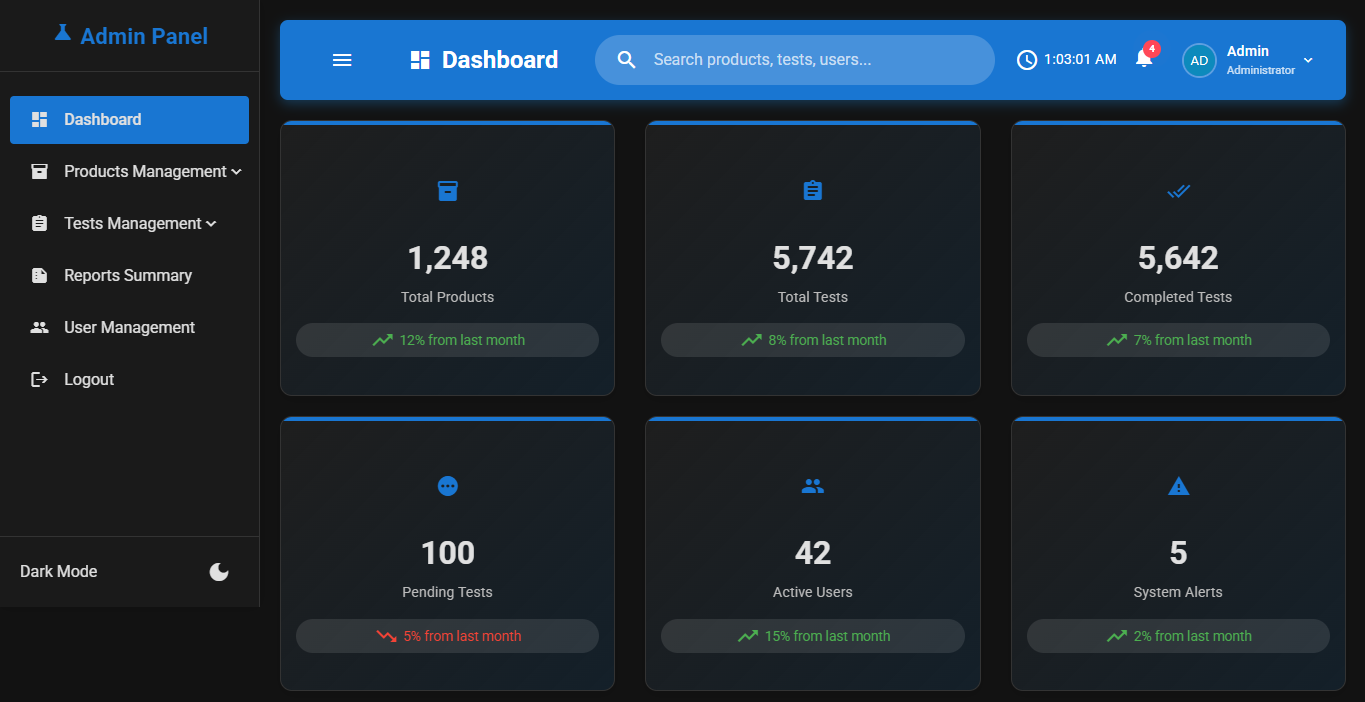 Admin Panel
Dashboard
Products Management
Tests Management
Reports Summary
User Management
Logout
Dark Mode
Dashboard
Search products, tests, users...
1:03:01 AM
4
AD
Admin
Administrator
1,248
Total Products
12% from last month
5,742
Total Tests
8% from last month
5,642
Completed Tests
7% from last month
100
Pending Tests
5% from last month
42
Active Users
15% from last month
5
System Alerts
2% from last month